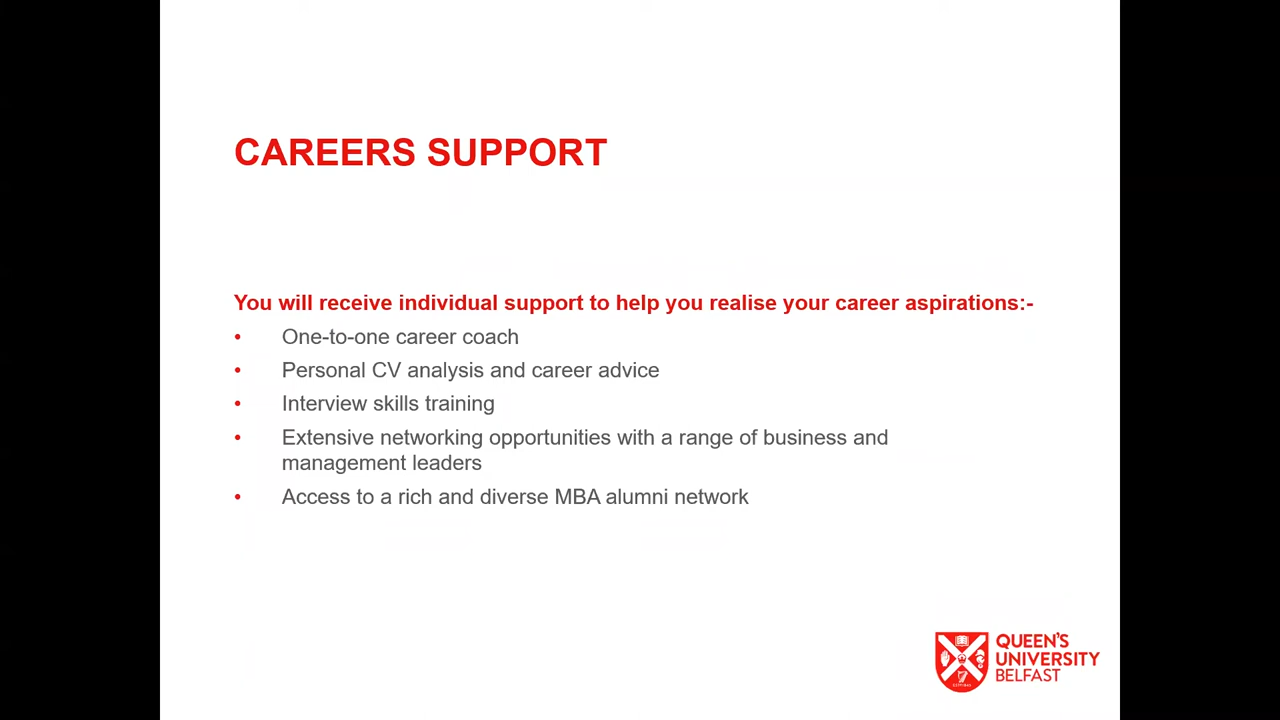 CAREERS SUPPORT
You will receive individual support to help you realise your career aspirations:-
• One-to-one career coach
• Personal CV analysis and career advice
• Interview skills training
• Extensive networking opportunities with a range of business and
management leaders
• Access to a rich and diverse MBA alumni network
QUEEN'S
UNIVERSITY
BELFAST